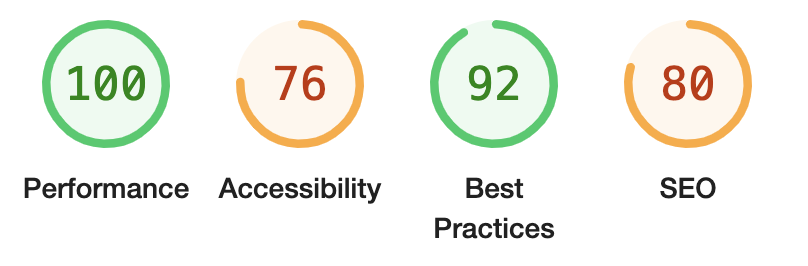 100
76
92
80
Performance
Accessibility
Best
Practices
SEO